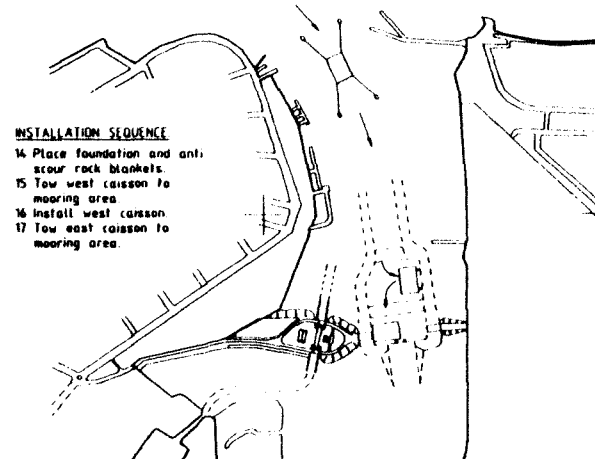 INSTALLATION SEQUENCE
14 Place foundation and anti
scour rock blankets.
15 Tow west caisson to
mooring area.
16 Install west caisson.
17 Tow east caisson to
mooring area.